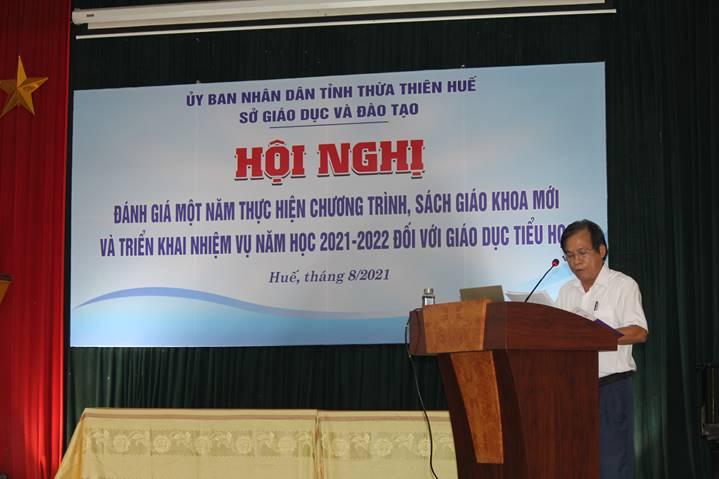 ỦY BAN NHÂN DÂN TỈNH THỪA THIÊN HUẾ
SỞ GIÁO DỤC VÀ ĐÀO TẠO
HỘI NGHỊ
ĐÁNH GIÁ MỘT NĂM THỰC HIỆN CHƯƠNG TRÌNH, SÁCH GIÁO KHOA MỚI
VÀ TRIỂN KHAI NHIỆM VỤ NĂM HỌC 2021-2022 ĐỐI VỚI GIÁO DỤC TIỂU HỌ
Huế, tháng 8/2021